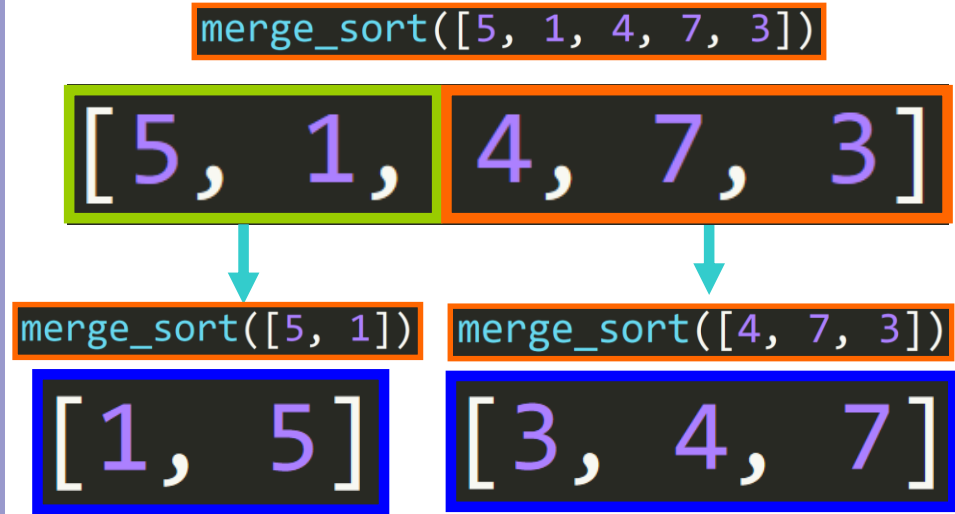 merge_sort([5, 1, 4, 7, 3])
[5, 1, 4, 7, 3]
merge_sort([5, 1])
merge_sort([4, 7, 3])
[1, 5]
[3, 4, 7]